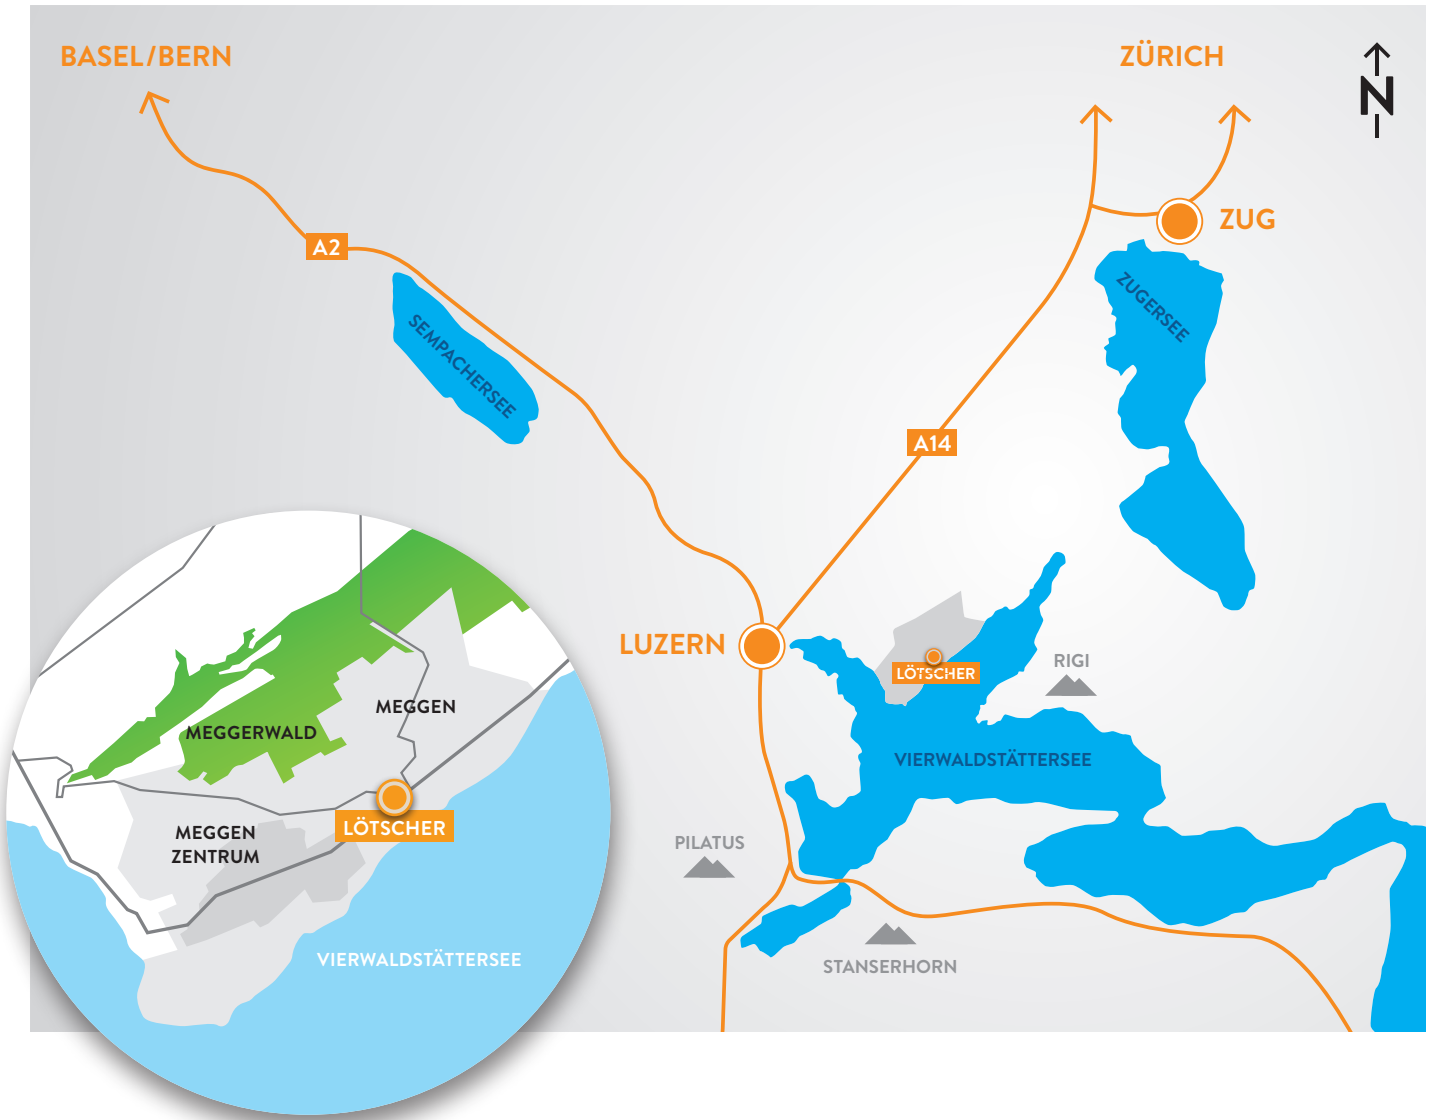 BASEL/BERN
ZÜRICH
N
ZUG
A2
ZUGERSEE
SEMPACHERSEE
A14
LUZERN
RIGI
LÖTSCHER
MEGGEN
MEGGERWALD
VIERWALDSTÄTTERSEE
LÖTSCHER
MEGGEN
ZENTRUM
PILATUS
VIERWALDSTÄTTERSEE
STANSERHORN